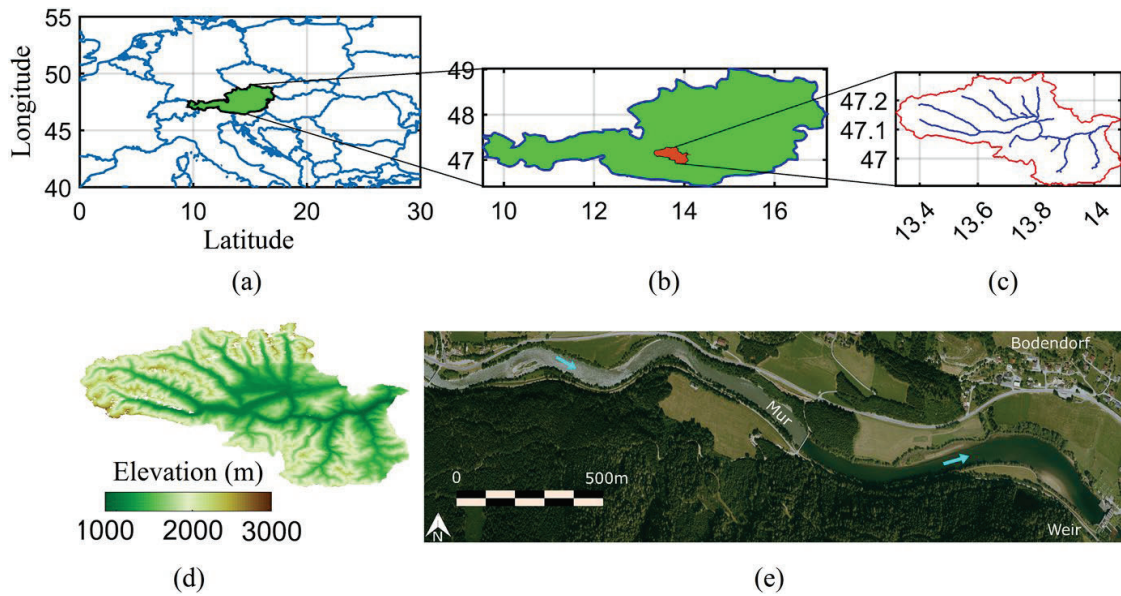 55
50
45
40
Longitude
0
10
20
30
Latitude
(a)
49
48
47
10
12
14
16
(b)
47.2
47.1
47
13.4
13.6
13.8
14
(c)
Elevation (m)
1000
2000
3000
(d)
Bodendorf
Mur
0
500m
N
Weir
(e)